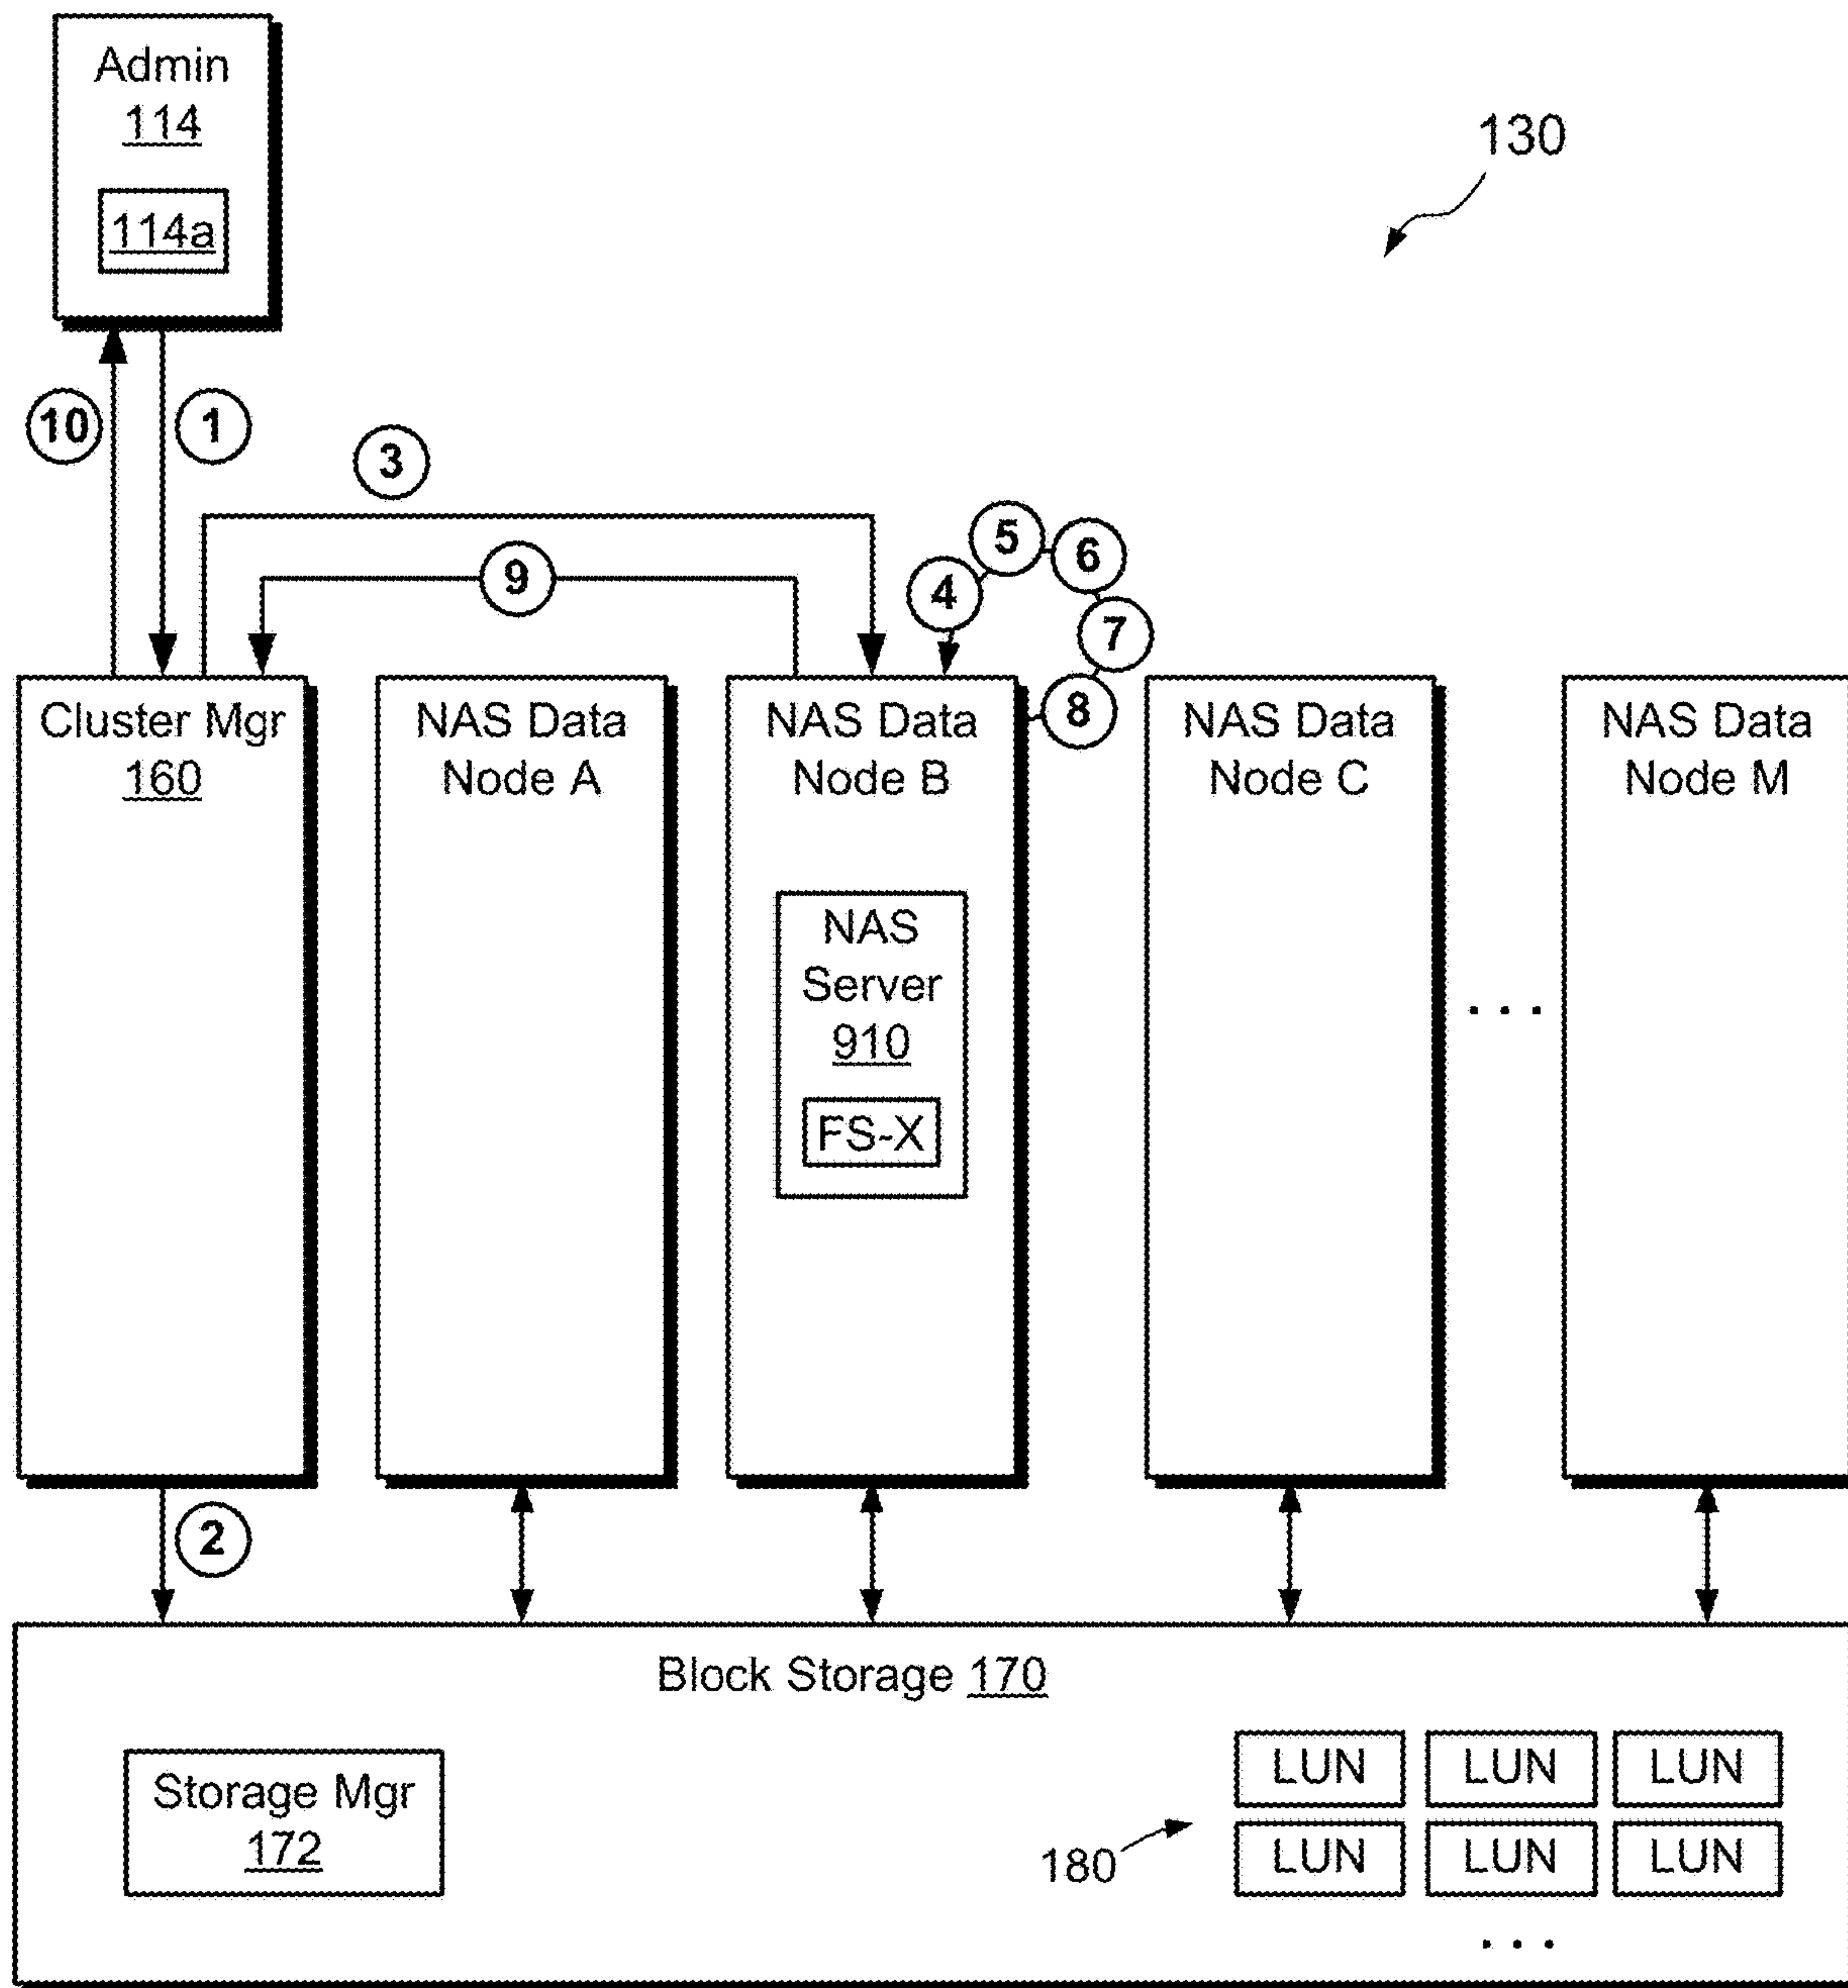 Admin
114
114a
130
10
1
3
9
5
6
4
7
8
Cluster Mgr
160
NAS Data
Node A
NAS Data
Node B
NAS Data
Node C
NAS Data
Node M
NAS
Server
910
FS-X
. . .
2
Block Storage 170
Storage Mgr
172
180
LUN LUN LUN
LUN LUN LUN
. . .